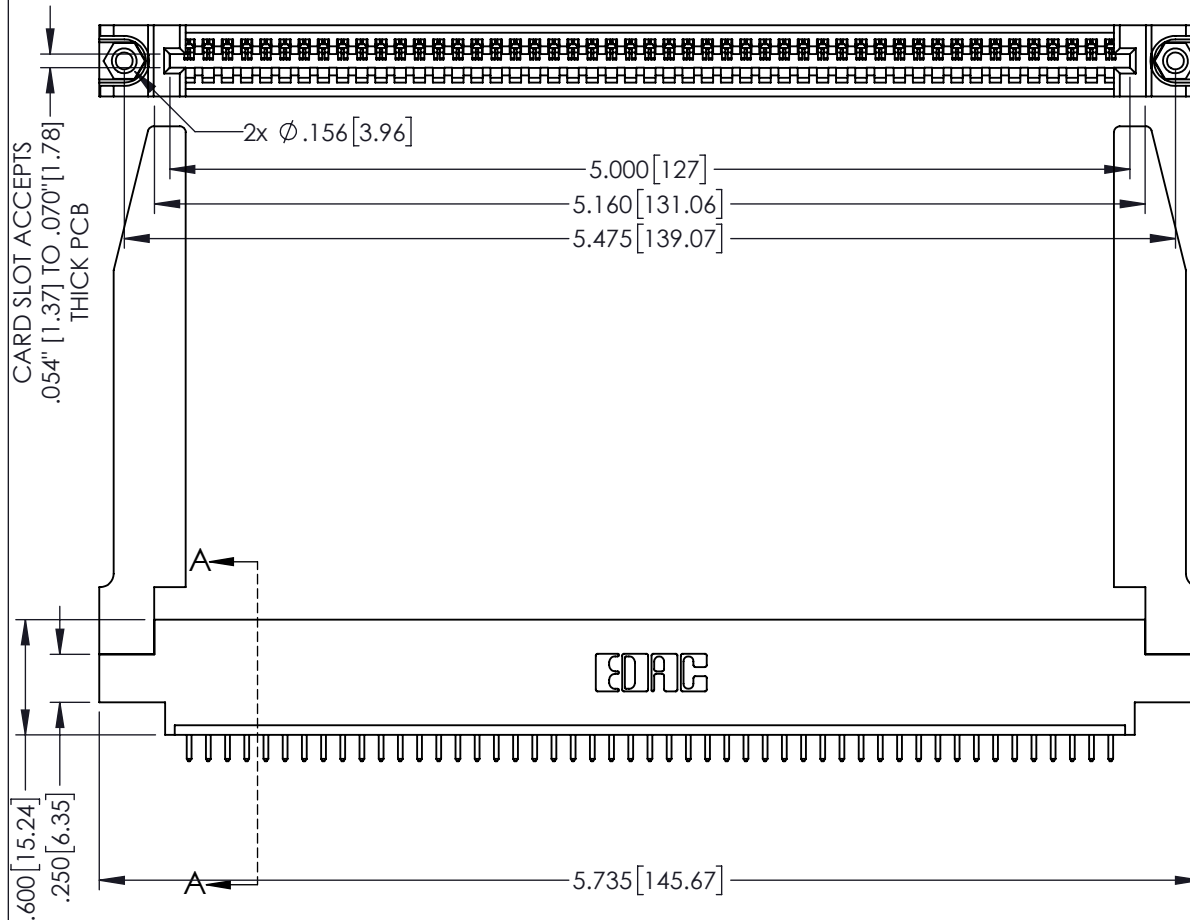 2x Ø .156[3.96]
CARD SLOT ACCEPTS
.054" [1.37] TO .070"[1.78]
THICK PCB
5.000[127]
5.160[131.06]
5.475[139.07]
A
EDAC
.600[15.24]
.250[6.35]
A
5.735[145.67]